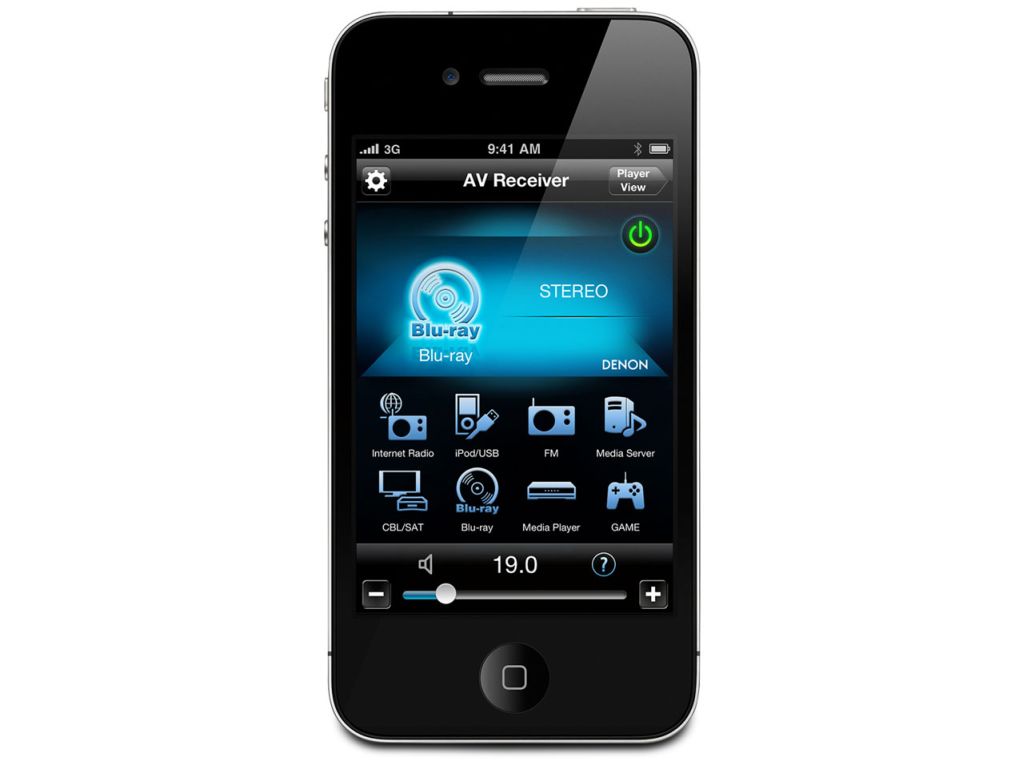 3G 9:41 AM
AV Receiver
Player
View
STEREO
Blu-ray
Blu-ray
DENON
Internet Radio iPod/USB FM Media Server
Blu-ray
CBL/SAT Blu-ray Media Player GAME
19.0 ?
− +